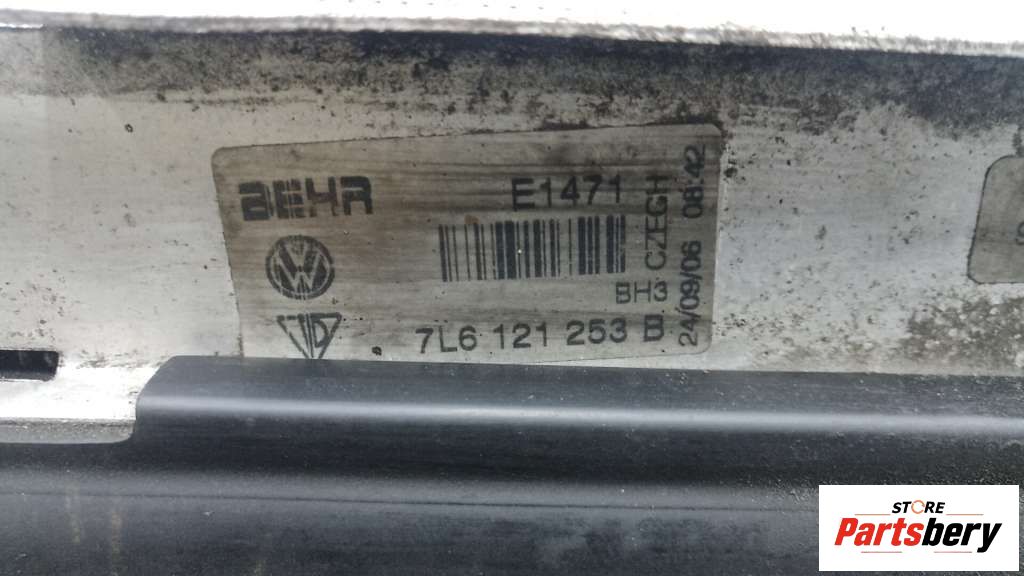 BEHR
E1471
BH3
CZECH
7L6 121 253 B
24/09/06 08:42
STORE
Partsbery